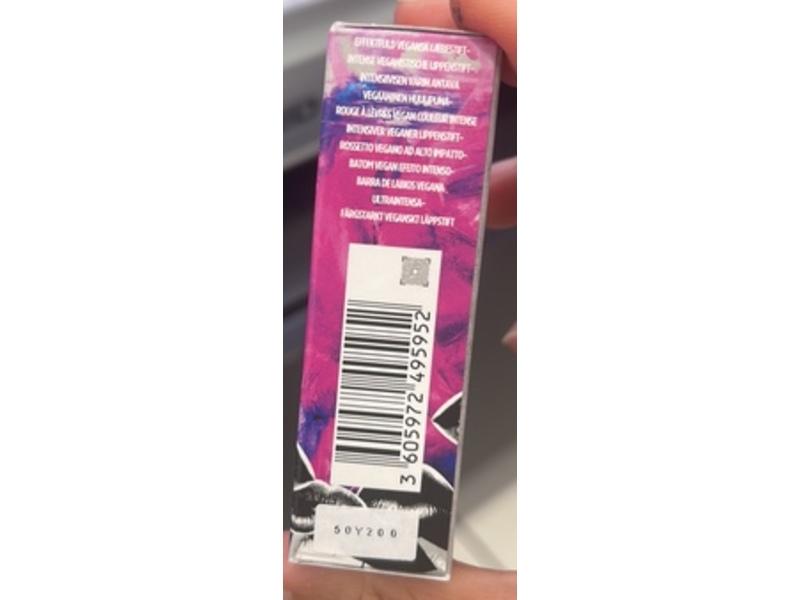 EFFEKTFULD VEGANSK LÆBESTIFT-
INTENSE VEGANISTISCHE LIPPENSTIFT-
INTENSIIVISEN VÄRIN ANTAVA
VEGAANINEN HUULIPUNA-
ROUGE À LÈVRES VEGAN COULEUR INTENSE
INTENSIVER VEGANER LIPPENSTIFT-
ROSSETTO VEGANO AD ALTO IMPATTO-
BATOM VEGAN EFEITO INTENSO-
BARRA DE LABIOS VEGANA
ULTRAINTENSA-
FÄRGSTARKT VEGANSKT LÄPPSTIFT
3 605972 495952
50Y200